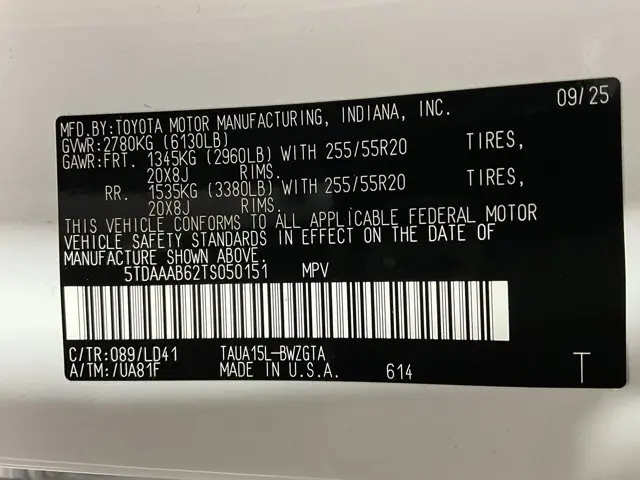 09/25
MFD.BY:TOYOTA MOTOR MANUFACTURING, INDIANA, INC.
GVWR:2780KG (6130LB)
GAWR:FRT. 1345KG (2960LB) WITH 255/55R20 TIRES,
20X8J RIMS.
RR. 1535KG (3380LB) WITH 255/55R20 TIRES,
20X8J RIMS.
THIS VEHICLE CONFORMS TO ALL APPLICABLE FEDERAL MOTOR
VEHICLE SAFETY STANDARDS IN EFFECT ON THE DATE OF
MANUFACTURE SHOWN ABOVE.
5TDAAAB62TS050151 MPV
C/TR:089/LD41 TAUA15L-BWZGTA
A/TM:/UA81F MADE IN U.S.A. 614 T